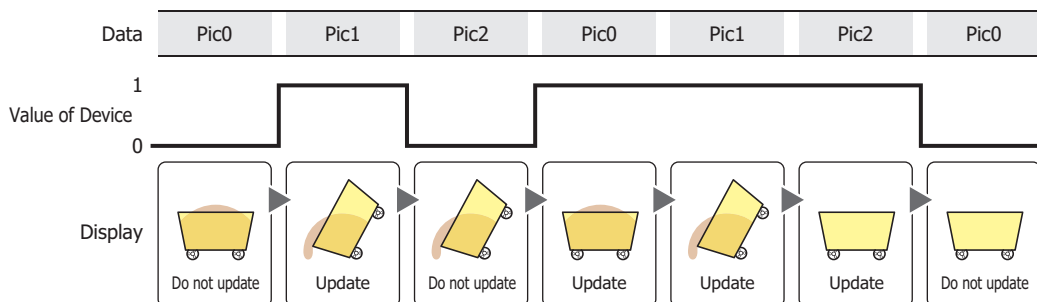 Data Pic0 Pic1 Pic2 Pic0 Pic1 Pic2 Pic0
1
Value of Device
0
Display
Do not update Update Do not update Update Update Update Do not update